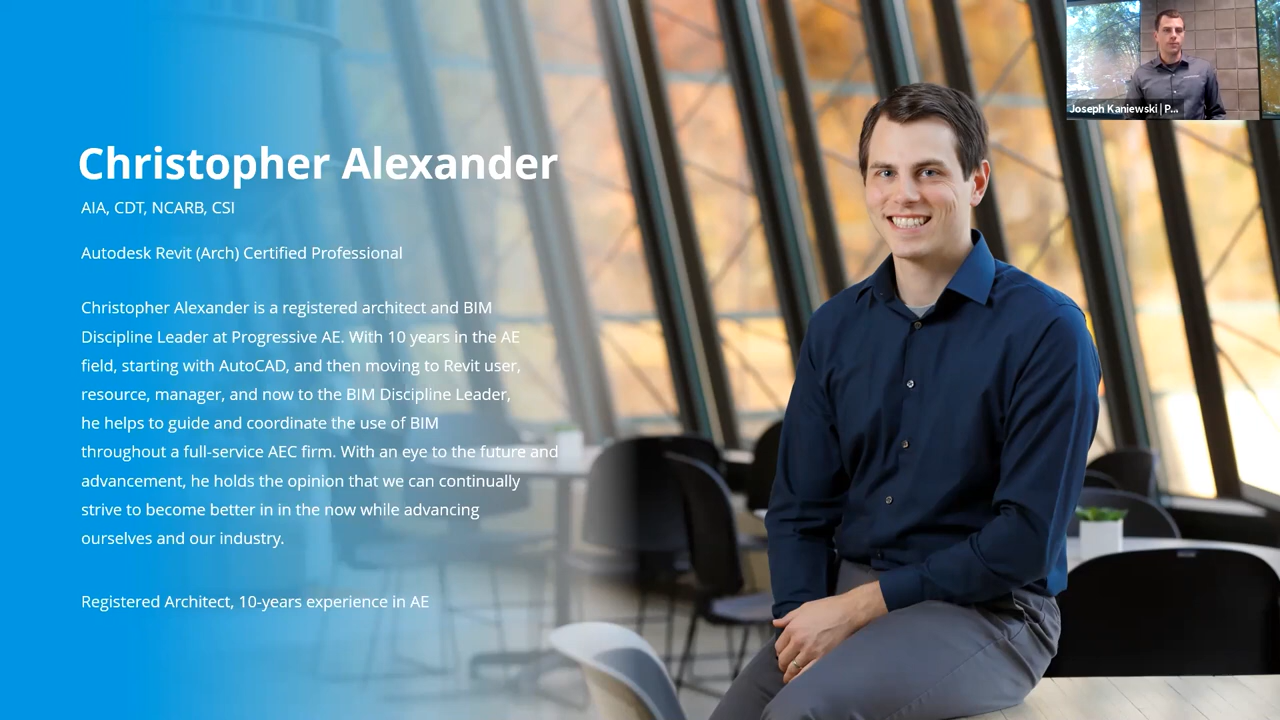 Joseph Kaniewski | P...
Christopher Alexander
AIA, CDT, NCARB, CSI
Autodesk Revit (Arch) Certified Professional
Christopher Alexander is a registered architect and BIM
Discipline Leader at Progressive AE. With 10 years in the AE
field, starting with AutoCAD, and then moving to Revit user,
resource, manager, and now to the BIM Discipline Leader,
he helps to guide and coordinate the use of BIM
throughout a full-service AEC firm. With an eye to the future and
advancement, he holds the opinion that we can continually
strive to become better in in the now while advancing
ourselves and our industry.
Registered Architect, 10-years experience in AE